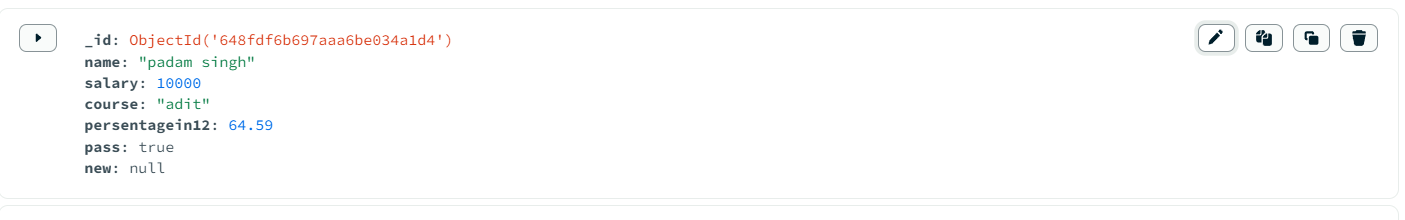 _id: ObjectId('648fdf6b697aaa6be034a1d4')
name: "padam singh"
salary: 10000
course: "adit"
persentagein12: 64.59
pass: true
new: null